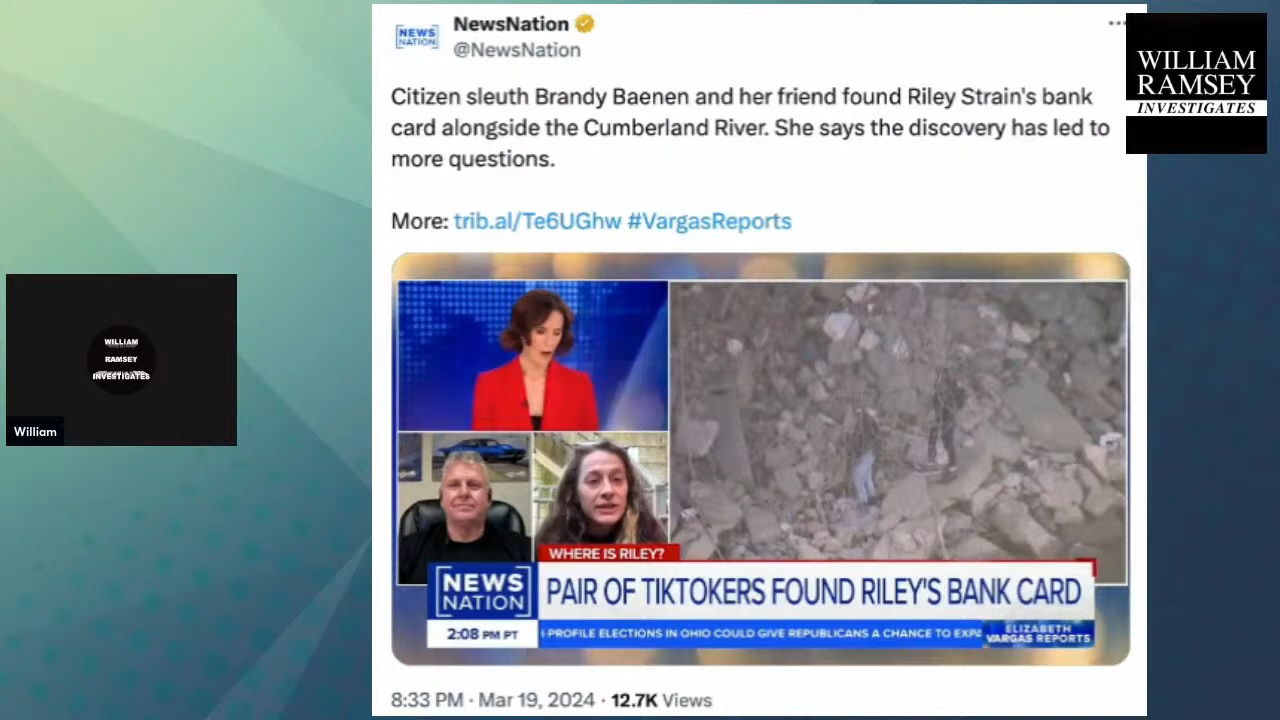 NewsNation
@NewsNation
Citizen sleuth Brandy Baenen and her friend found Riley Strain's bank
card alongside the Cumberland River. She says the discovery has led to
more questions.
More: trib.al/Te6UGhw #VargasReports
WILLIAM
RAMSEY
INVESTIGATES
NEWS
NATION
WILLIAM
RAMSEY
INVESTIGATES
William
WHERE IS RILEY?
NEWS
NATION
PAIR OF TIKTOKERS FOUND RILEY'S BANK CARD
2:08 PM PT
-PROFILE ELECTIONS IN OHIO COULD GIVE REPUBLICANS A CHANCE TO EXPA
ELIZABETH
VARGAS REPORTS
8:33 PM · Mar 19, 2024 · 12.7K Views